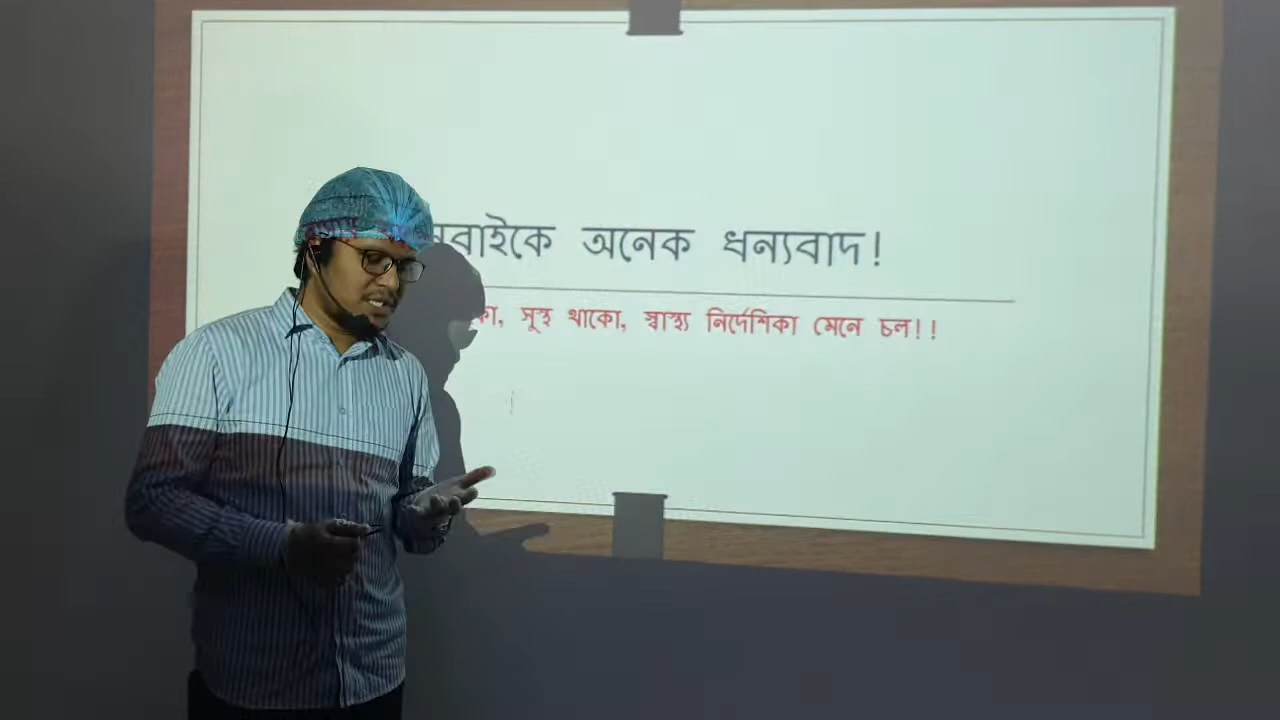 অনেক ধন্যবাদ!
সুস্থ থাকো, স্বাস্থ্য নির্দেশিকা মেনে চল!!